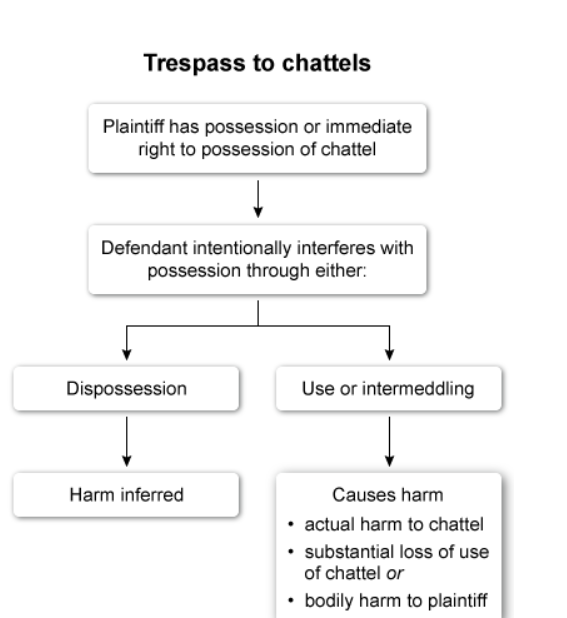 Trespass to chattels
Plaintiff has possession or immediate
right to possession of chattel
Defendant intentionally interferes with
possession through either:
Dispossession
Use or intermeddling
Harm inferred
Causes harm
• actual harm to chattel
• substantial loss of use
of chattel or
• bodily harm to plaintiff